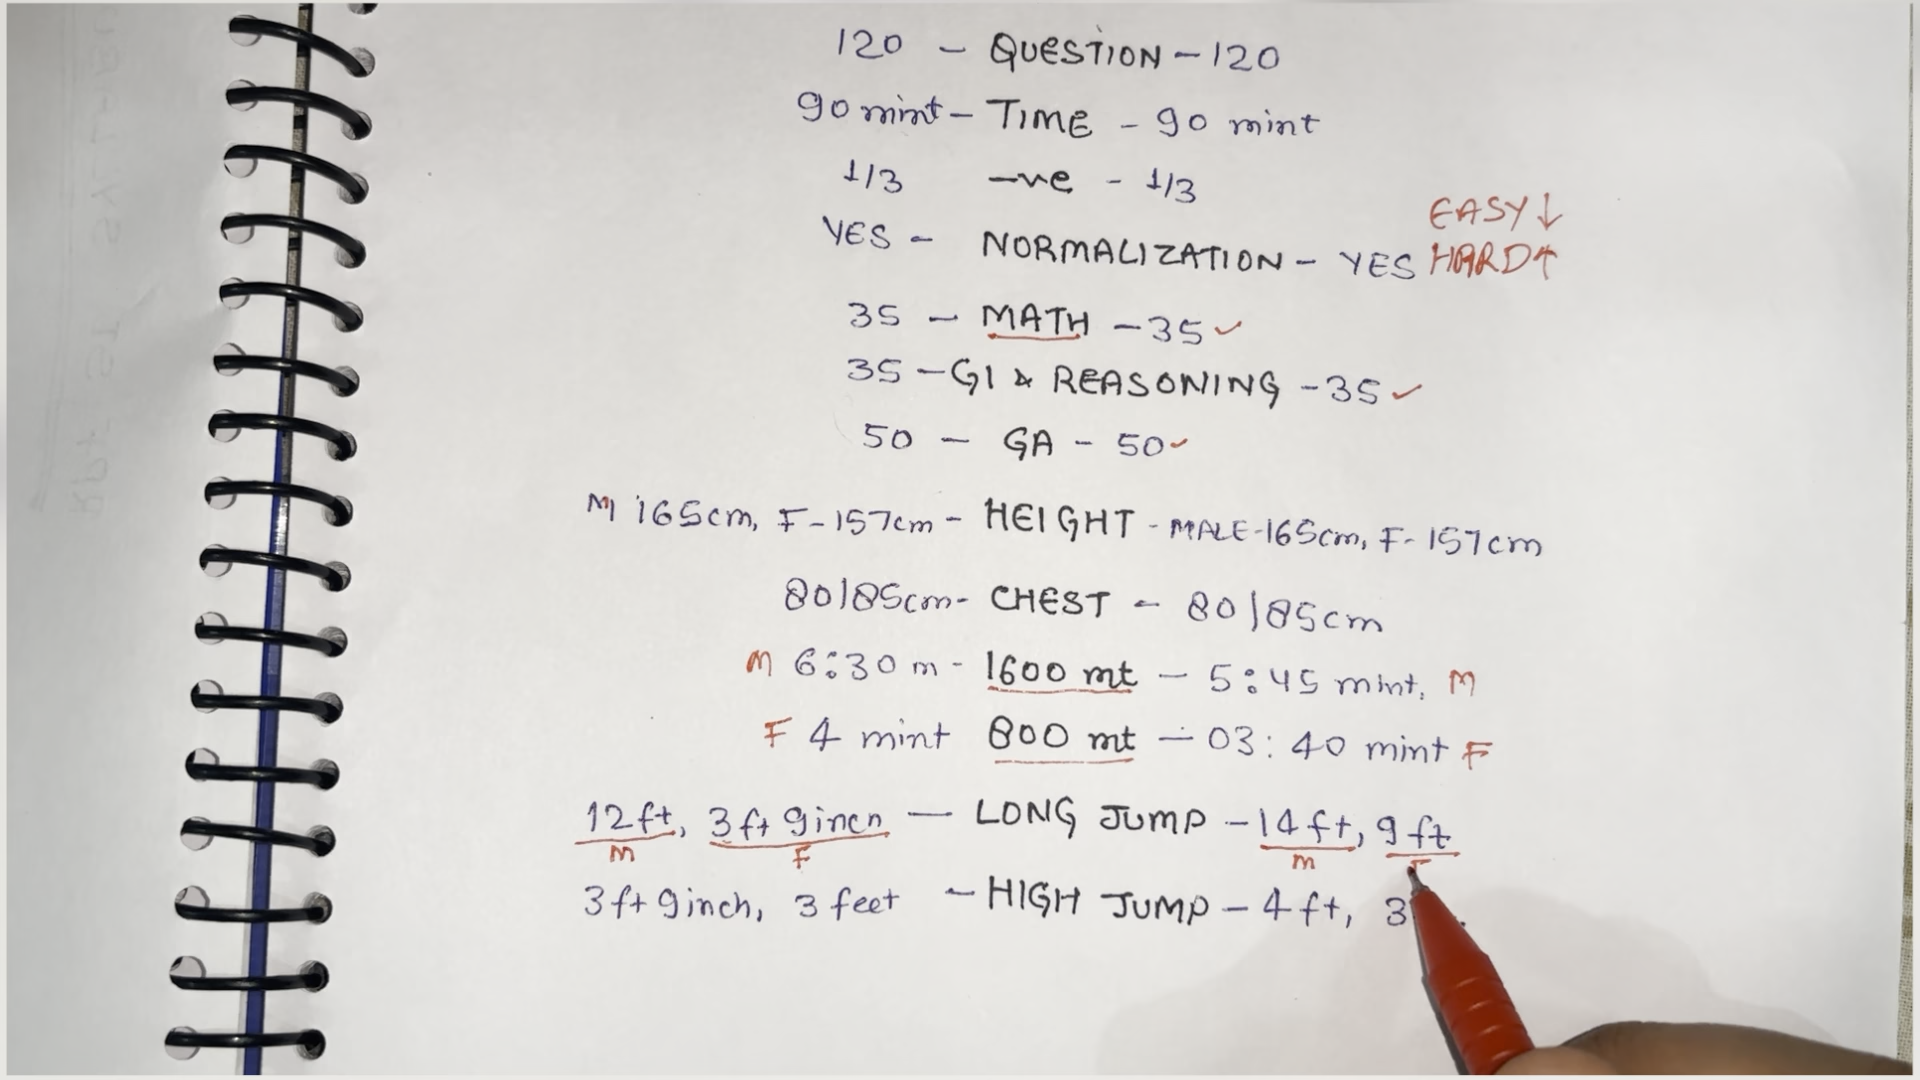 120 - QUESTION - 120
90 mint - TIME - 90 mint
1/3 -ve - 1/3
YES - NORMALIZATION - YES
EASY↓
HARD↑
35 - MATH - 35 ✓
35 - GI & REASONING - 35 ✓
50 - GA - 50 ✓
M 165cm, F-157cm - HEIGHT - MALE-165cm, F-157cm
80/85cm - CHEST - 80/85cm
M 6:30 m - 1600 mt - 5:45 mint. M
F 4 mint 800 mt - 03:40 mint F
12ft, 3ft 9inch - LONG JUMP - 14ft, 9ft
M F M F
3ft 9inch, 3 feet - HIGH JUMP - 4ft, 3